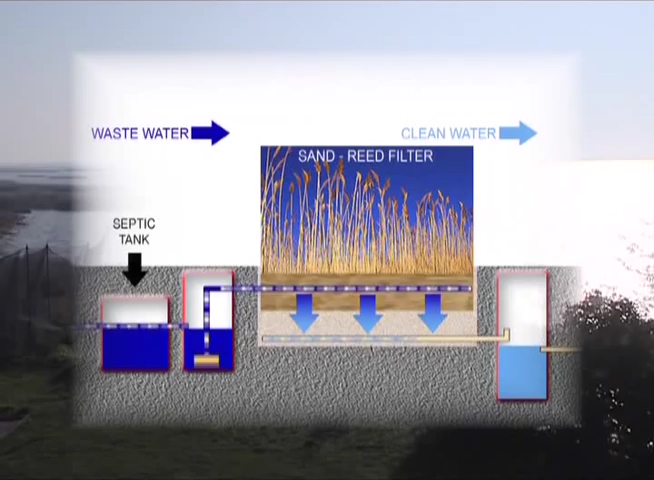 WASTE WATER
CLEAN WATER
SAND - REED FILTER
SEPTIC
TANK